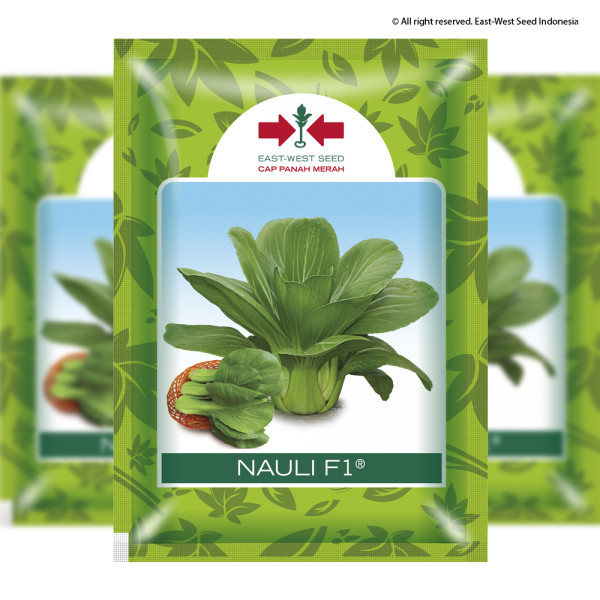 © All right reserved. East-West Seed Indonesia
EAST-WEST SEED
CAP PANAH MERAH
NAULI F1®